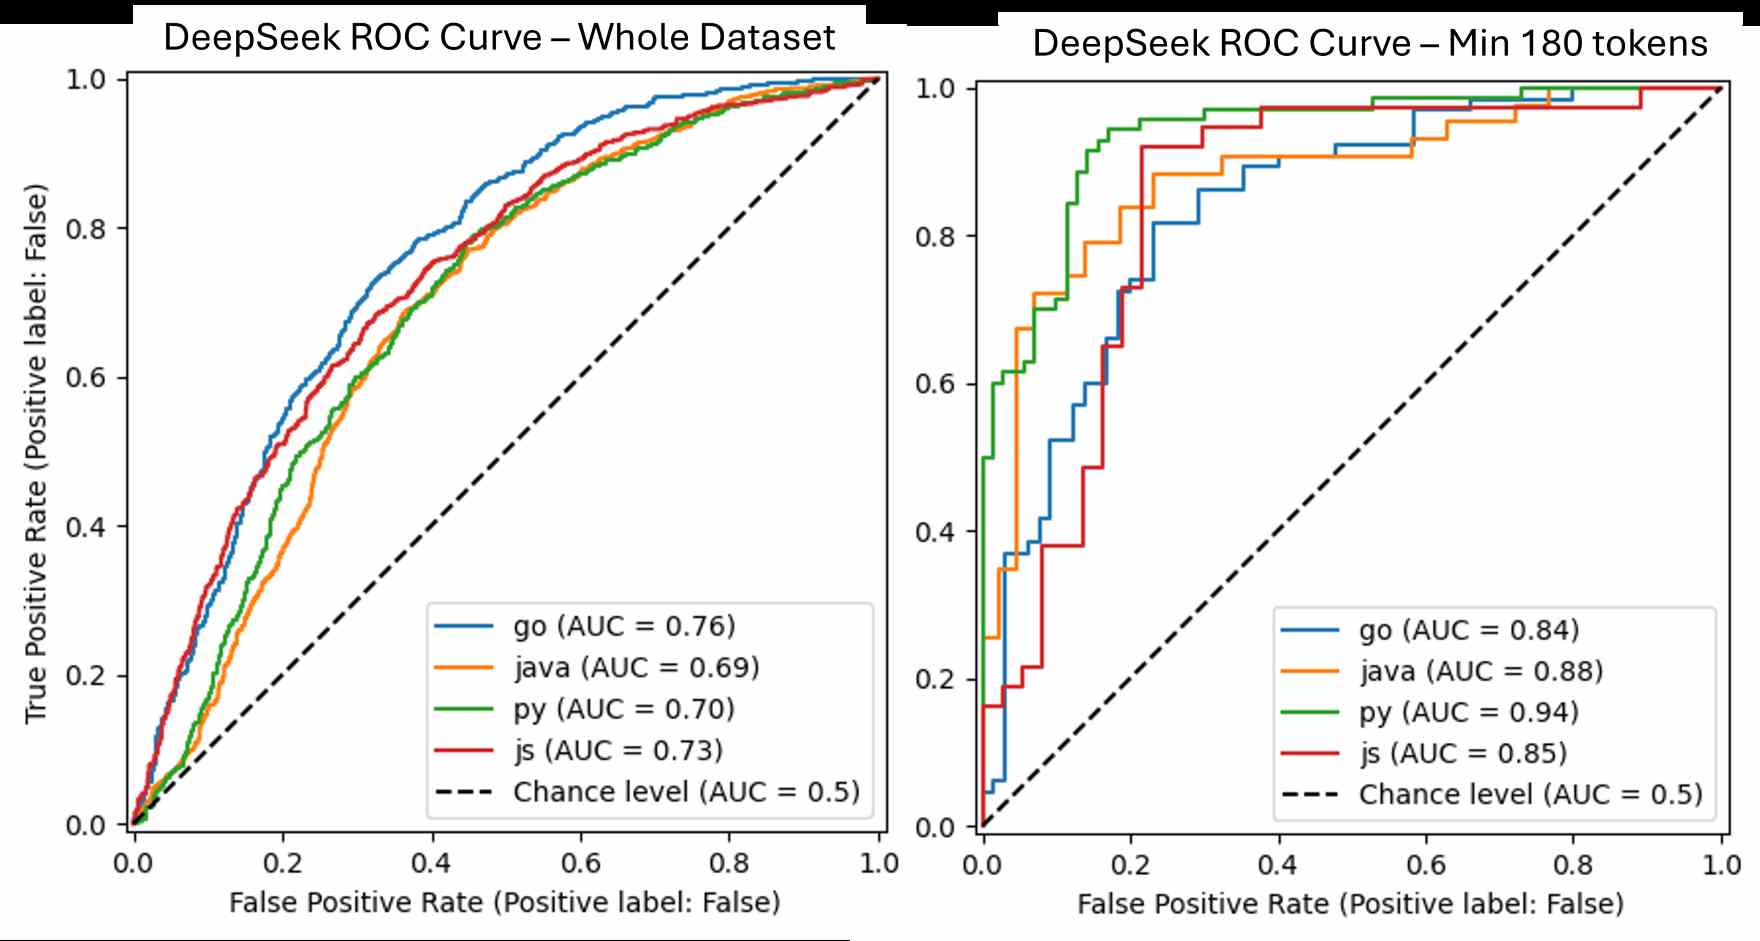 DeepSeek ROC Curve – Whole Dataset
True Positive Rate (Positive label: False)
1.0
0.8
0.6
0.4
0.2
0.0
go (AUC = 0.76)
java (AUC = 0.69)
py (AUC = 0.70)
js (AUC = 0.73)
Chance level (AUC = 0.5)
0.0 0.2 0.4 0.6 0.8 1.0
False Positive Rate (Positive label: False)
DeepSeek ROC Curve – Min 180 tokens
1.0
0.8
0.6
0.4
0.2
0.0
go (AUC = 0.84)
java (AUC = 0.88)
py (AUC = 0.94)
js (AUC = 0.85)
Chance level (AUC = 0.5)
0.0 0.2 0.4 0.6 0.8 1.0
False Positive Rate (Positive label: False)